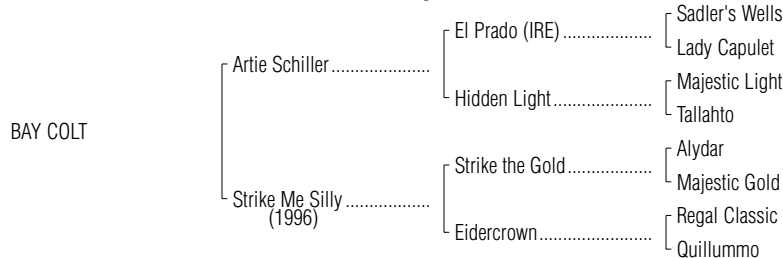 Sadler's Wells
El Prado (IRE) ...................
Lady Capulet
Artie Schiller .....................
Majestic Light
Hidden Light .....................
Tallahto
BAY COLT
Alydar
Strike the Gold ..................
Majestic Gold
Strike Me Silly ..................
(1996)
Regal Classic
Eidercrown ........................
Quillummo